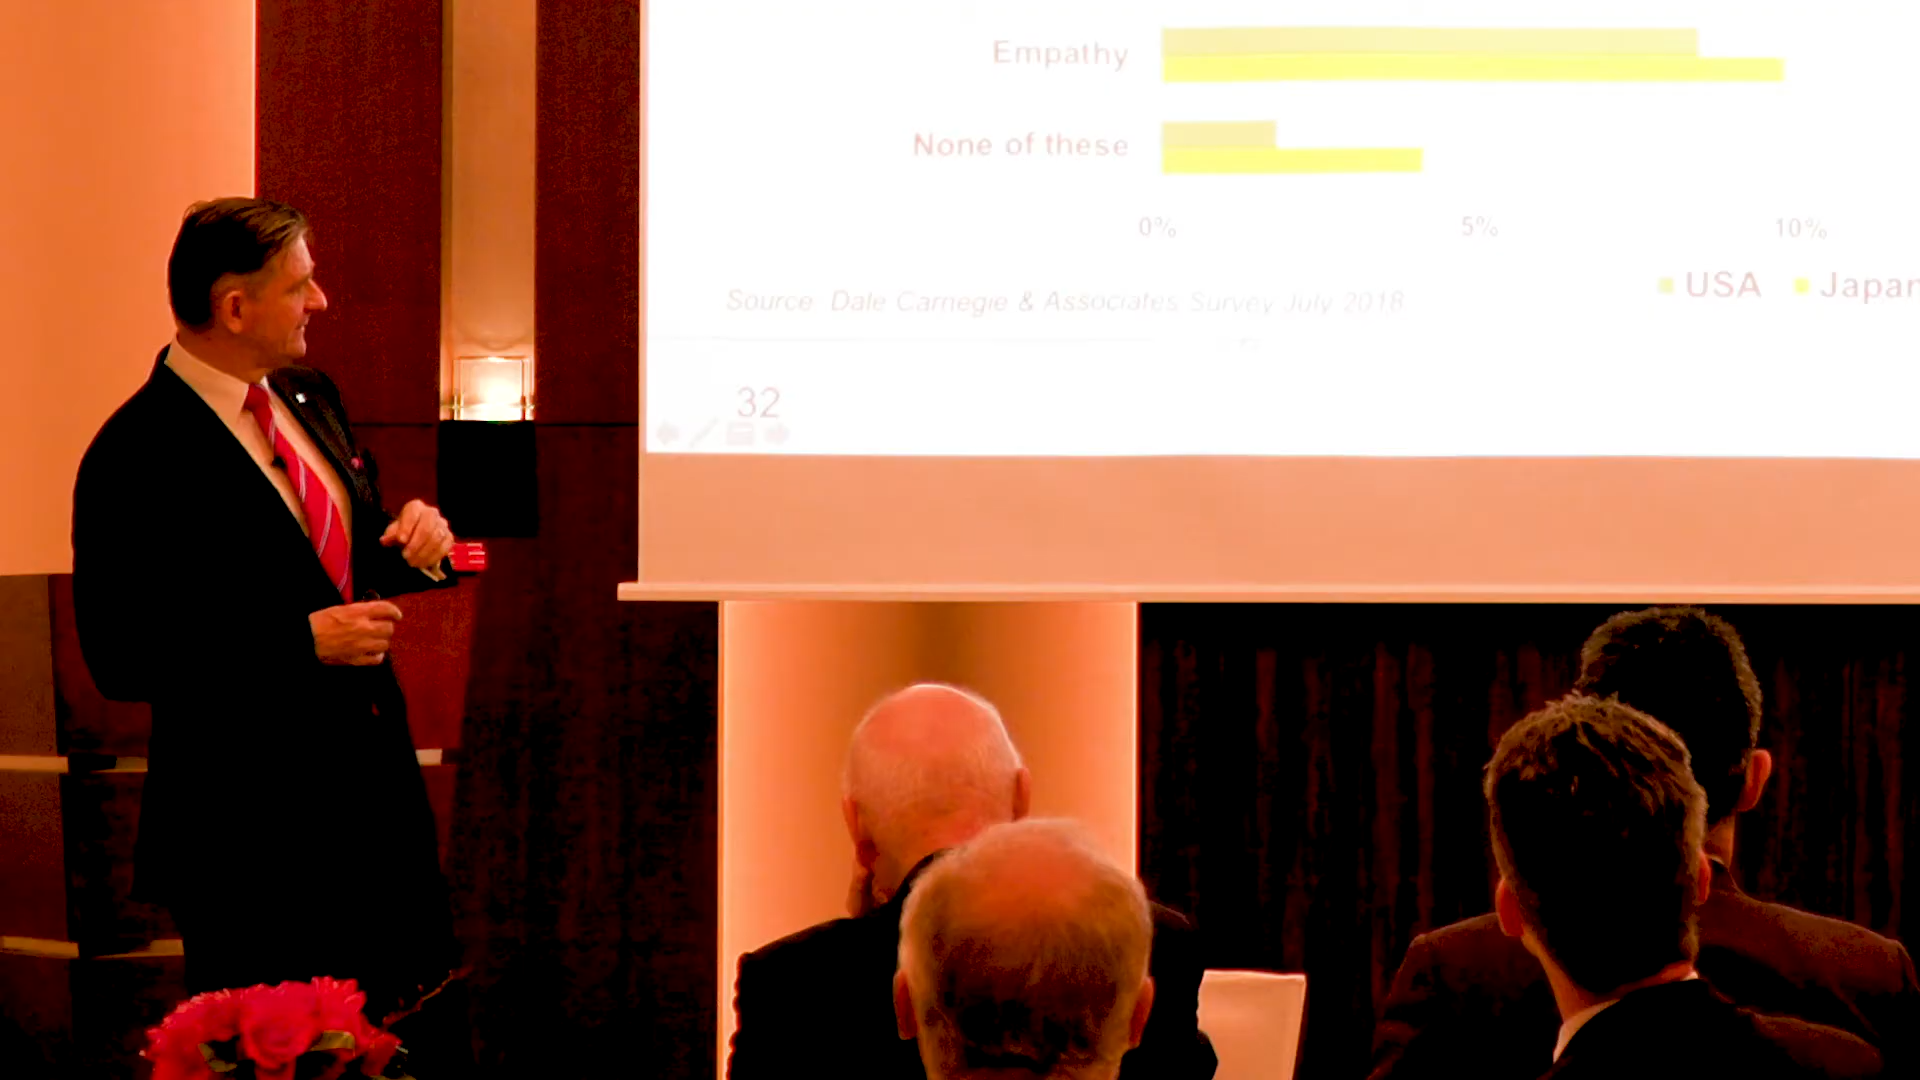 Empathy
None of these
0% 5% 10%
USA Japan
Source: Dale Carnegie & Associates Survey July 2018
32